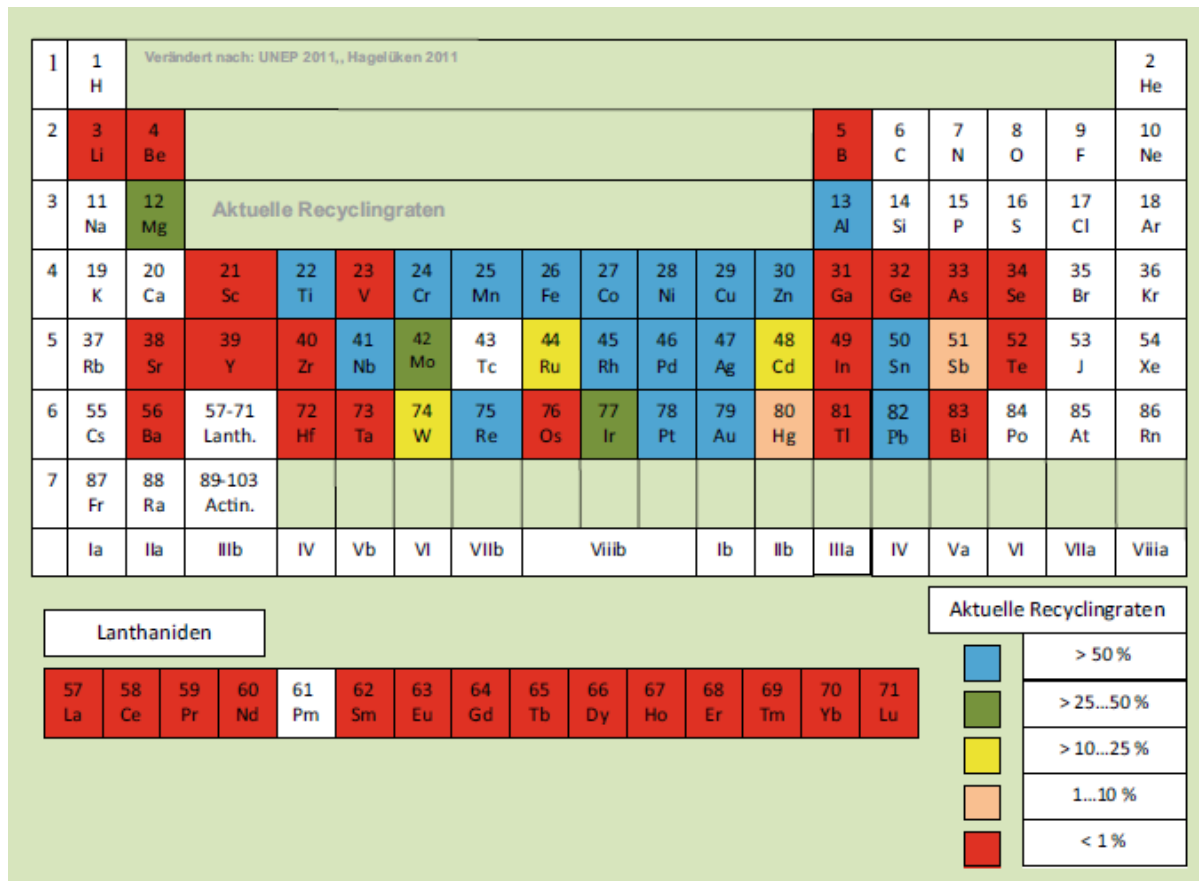 1 1 Verändert nach: UNEP 2011,, Hagelüken 2011 2
H He
2 3 4 5 6 7 8 9 10
Li Be B C N O F Ne
3 11 12 Aktuelle Recyclingraten 13 14 15 16 17 18
Na Mg Al Si P S Cl Ar
4 19 20 21 22 23 24 25 26 27 28 29 30 31 32 33 34 35 36
K Ca Sc Ti V Cr Mn Fe Co Ni Cu Zn Ga Ge As Se Br Kr
5 37 38 39 40 41 42 43 44 45 46 47 48 49 50 51 52 53 54
Rb Sr Y Zr Nb Mo Tc Ru Rh Pd Ag Cd In Sn Sb Te J Xe
6 55 56 57-71 72 73 74 75 76 77 78 79 80 81 82 83 84 85 86
Cs Ba Lanth. Hf Ta W Re Os Ir Pt Au Hg Tl Pb Bi Po At Rn
7 87 88 89-103
Fr Ra Actin.
Ia IIa IIIb IV Vb VI VIIb Viiib Ib IIb IIIa IV Va VI VIIa Viiia
Lanthaniden
57 58 59 60 61 62 63 64 65 66 67 68 69 70 71
La Ce Pr Nd Pm Sm Eu Gd Tb Dy Ho Er Tm Yb Lu
Aktuelle Recyclingraten
> 50 %
> 25...50 %
> 10...25 %
1...10 %
< 1 %